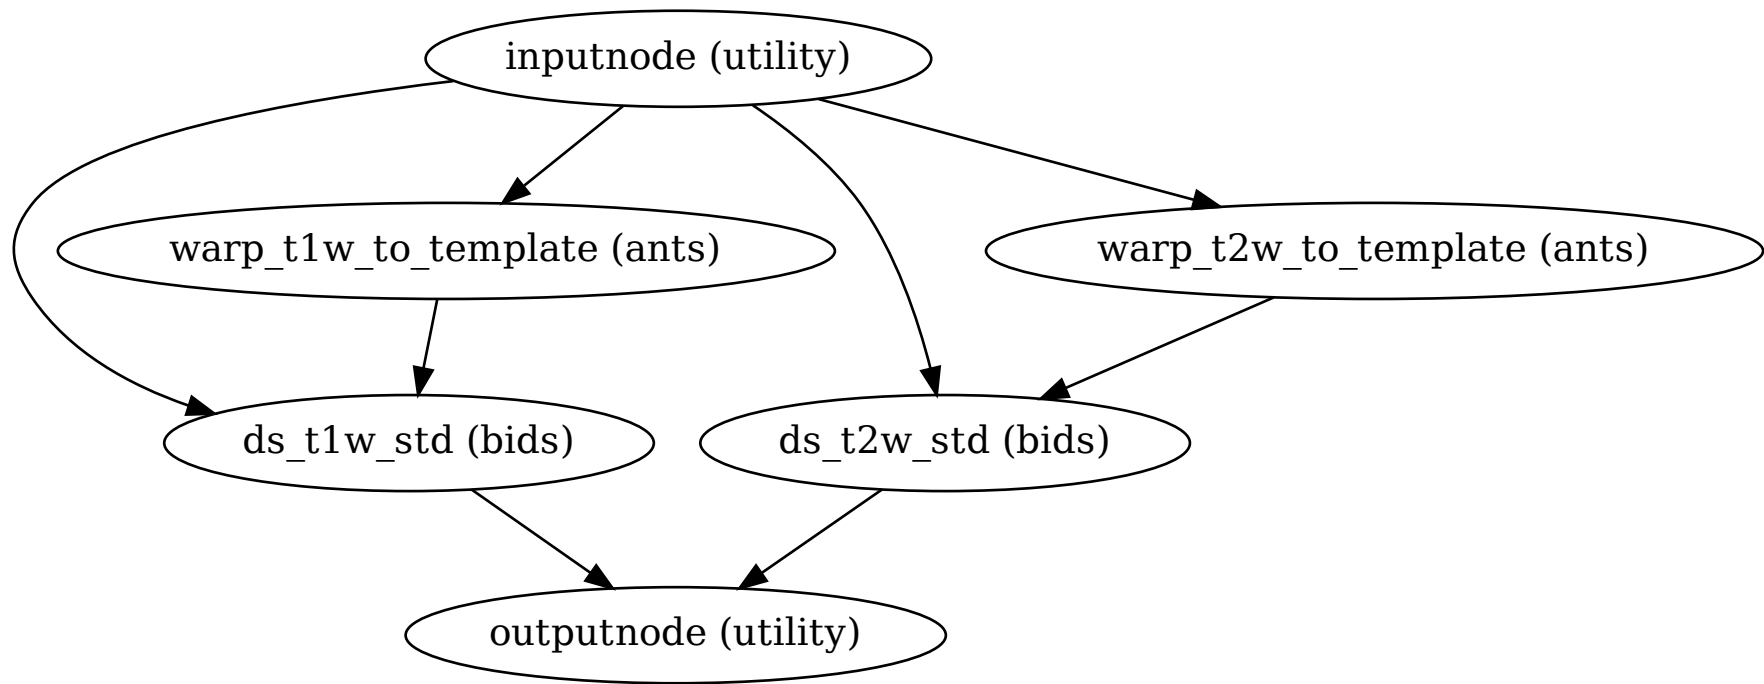 inputnode (utility)
warp_t1w_to_template (ants)
warp_t2w_to_template (ants)
ds_t1w_std (bids)
ds_t2w_std (bids)
outputnode (utility)